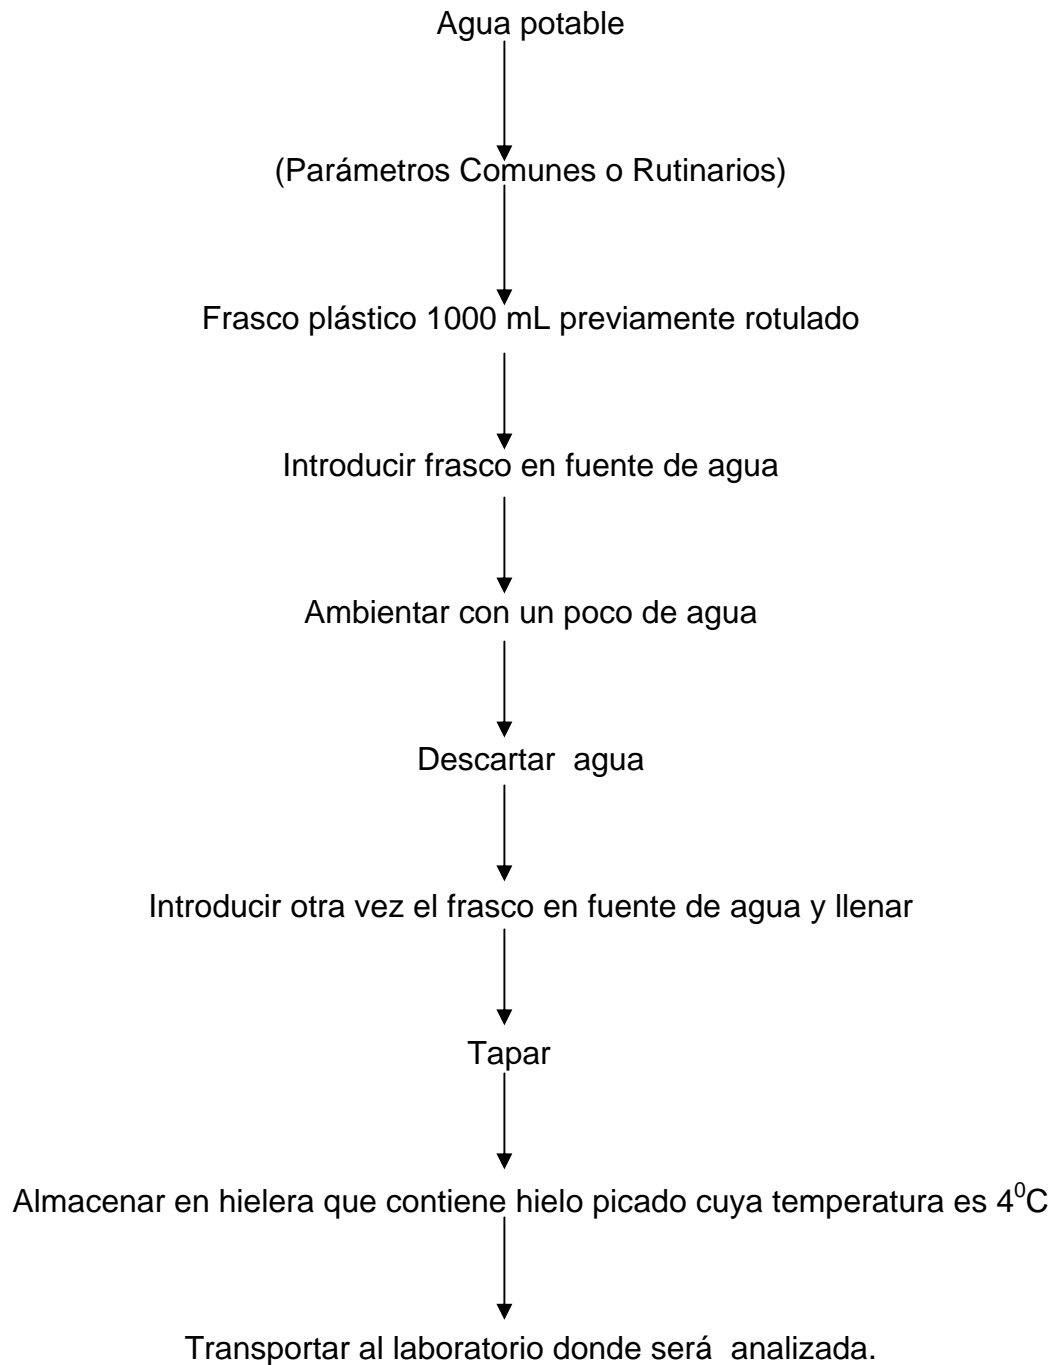 Agua potable
(Parámetros Comunes o Rutinarios)
Frasco plástico 1000 mL previamente rotulado
Introducir frasco en fuente de agua
Ambientar con un poco de agua
Descartar  agua
Introducir otra vez el frasco en fuente de agua y llenar
Tapar
Almacenar en hielera que contiene hielo picado cuya temperatura es 4⁰C
Transportar al laboratorio donde será  analizada.